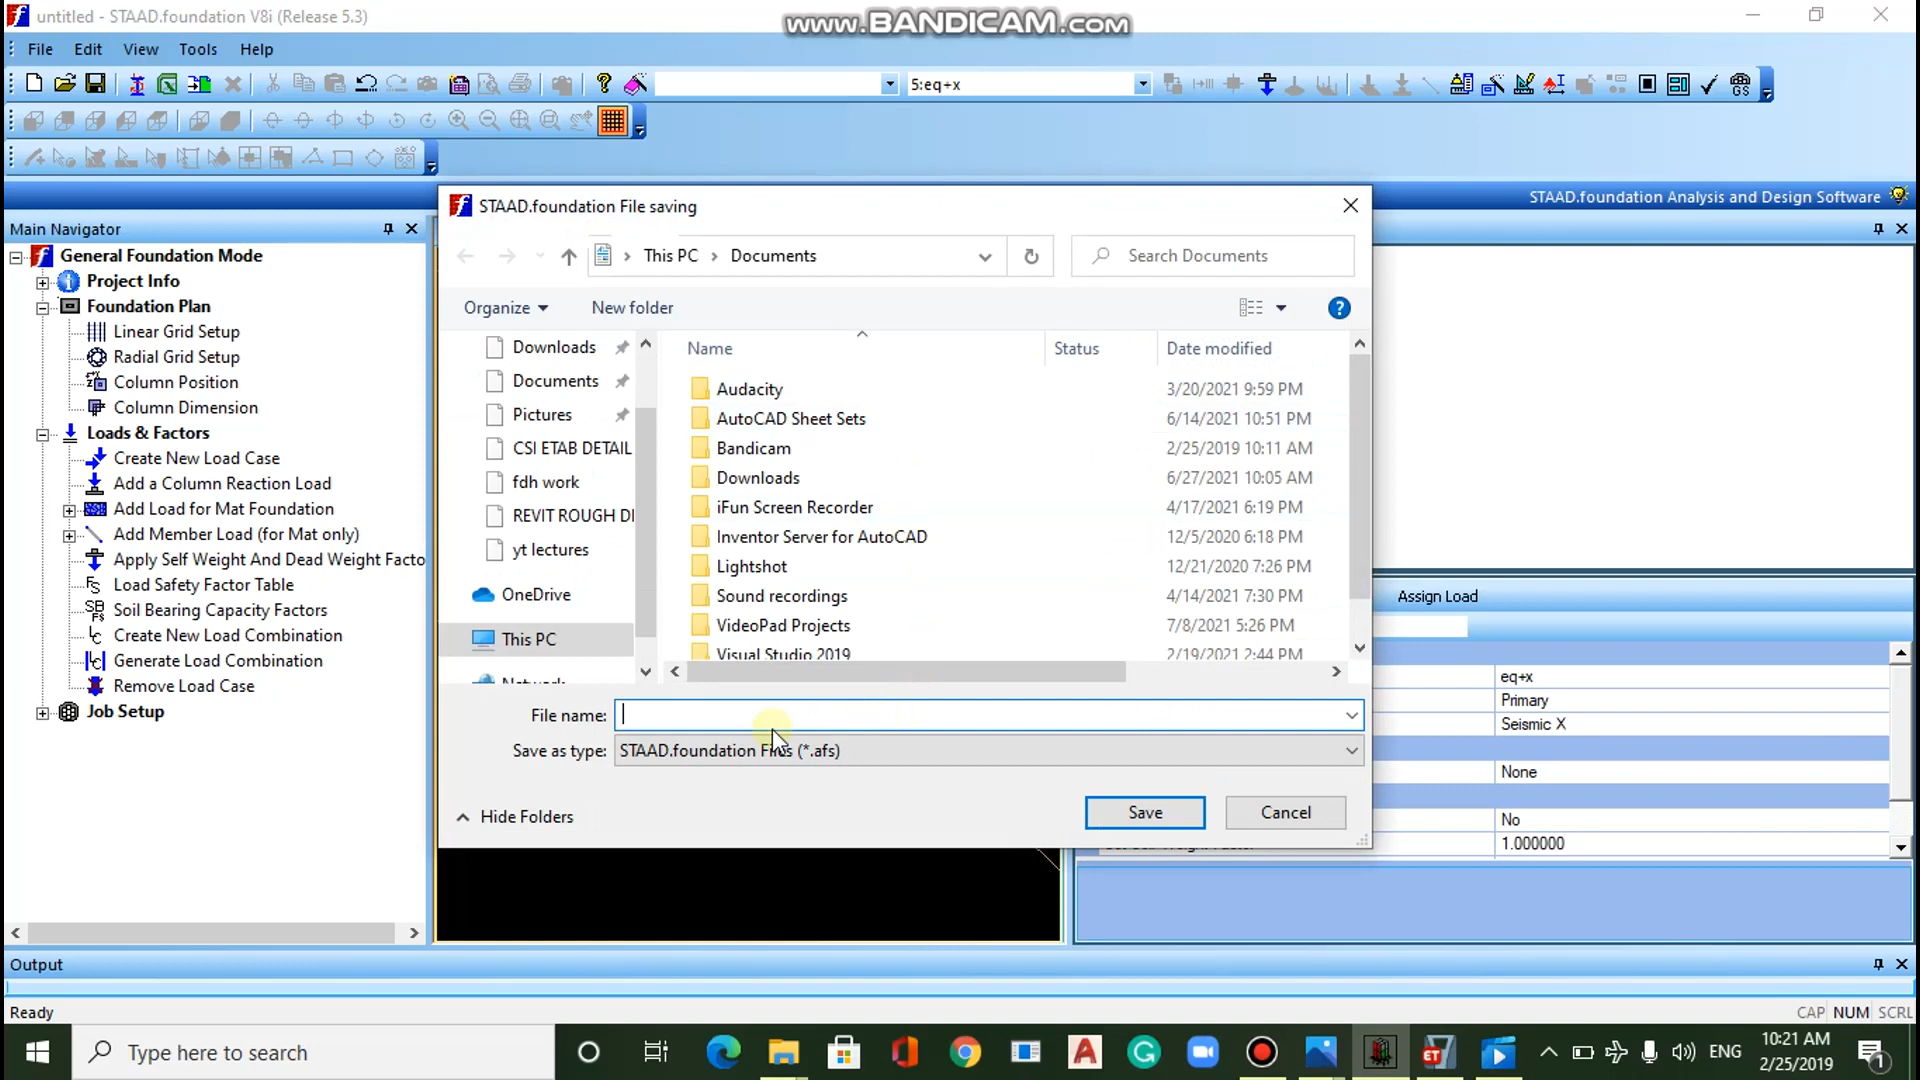 untitled - STAAD.foundation V8i (Release 5.3)
www.BANDICAM.com
File Edit View Tools Help
5:eq+x
GS
STAAD.foundation Analysis and Design Software
Main Navigator
General Foundation Mode
Project Info
Foundation Plan
Linear Grid Setup
Radial Grid Setup
Column Position
Column Dimension
Loads & Factors
Create New Load Case
Add a Column Reaction Load
Add Load for Mat Foundation
Add Member Load (for Mat only)
Apply Self Weight And Dead Weight Facto
Load Safety Factor Table
Soil Bearing Capacity Factors
Create New Load Combination
Generate Load Combination
Remove Load Case
Job Setup
STAAD.foundation File saving
This PC
Documents
Search Documents
Organize
New folder
Downloads
Documents
Pictures
CSI ETAB DETAIL
fdh work
REVIT ROUGH DI
yt lectures
OneDrive
This PC
Network
Name Status Date modified
Audacity 3/20/2021 9:59 PM
AutoCAD Sheet Sets 6/14/2021 10:51 PM
Bandicam 2/25/2019 10:11 AM
Downloads 6/27/2021 10:05 AM
iFun Screen Recorder 4/17/2021 6:19 PM
Inventor Server for AutoCAD 12/5/2020 6:18 PM
Lightshot 12/21/2020 7:26 PM
Sound recordings 4/14/2021 7:30 PM
VideoPad Projects 7/8/2021 5:26 PM
Visual Studio 2019 2/19/2021 2:44 PM
File name:
Save as type: STAAD.foundation Files (*.afs)
Hide Folders
Save
Cancel
Assign Load
eq+x
Primary
Seismic X
None
No
1.000000
Output
Ready
CAP NUM SCRL
Type here to search
ET
ENG
10:21 AM
2/25/2019
1